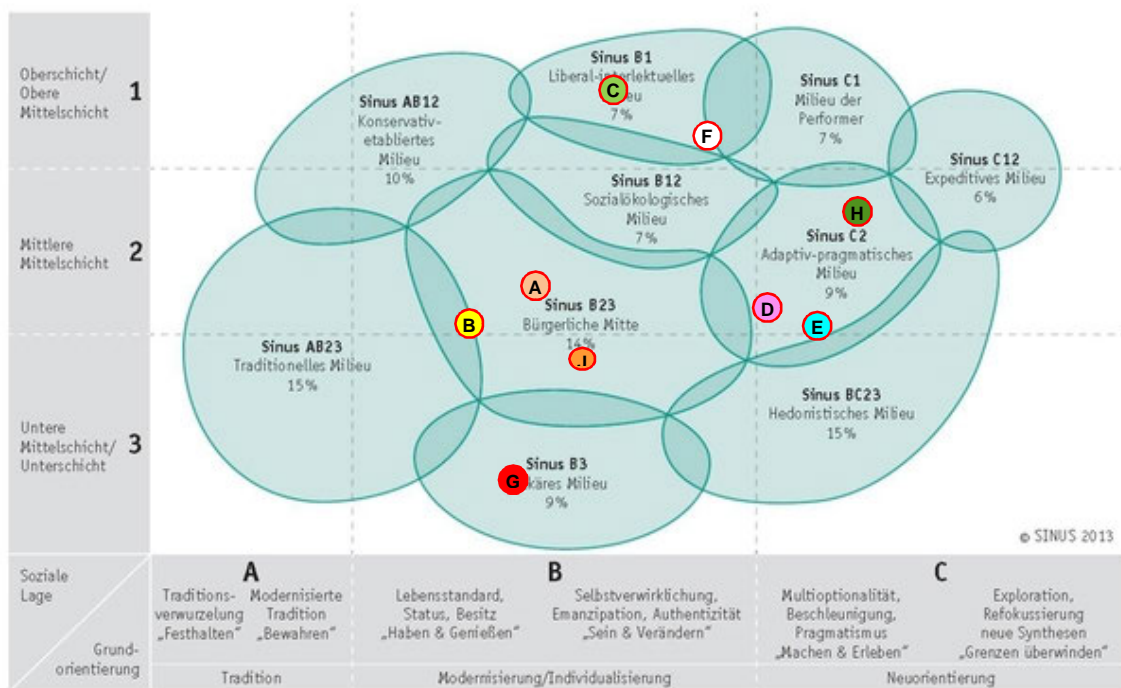 Oberschicht/
Obere
Mittelschicht
1
Mittlere
Mittelschicht
2
Untere
Mittelschicht/
Unterschicht
3
Sinus AB12
Konservativ-
etabliertes
Milieu
10%
Sinus B1
Liberal-intellektuelles
C
7%
F
Sinus C1
Milieu der
Performer
7%
Sinus C12
Expeditives Milieu
6%
Sinus B12
Sozialökologisches
Milieu
7%
H
Sinus C2
Adaptiv-pragmatisches
Milieu
9%
D
E
A
Sinus B23
Bürgerliche Mitte
14%
B
J
Sinus AB23
Traditionelles Milieu
15%
Sinus BC23
Hedonistisches Milieu
15%
Sinus B3
G
Milieu
9%
© SINUS 2013
Soziale
Lage
Grund-
orientierung
A
Traditions-
verwurzelung
„Festhalten“
Modernisierte
Tradition
„Bewahren“
B
Lebensstandard,
Status, Besitz
„Haben & Genießen“
Selbstverwirklichung,
Emanzipation, Authentizität
„Sein & Verändern“
C
Multioptionalität,
Beschleunigung,
Pragmatismus
„Machen & Erleben“
Exploration,
Refokussierung
neue Synthesen
„Grenzen überwinden“
Tradition
Modernisierung/Individualisierung
Neuorientierung